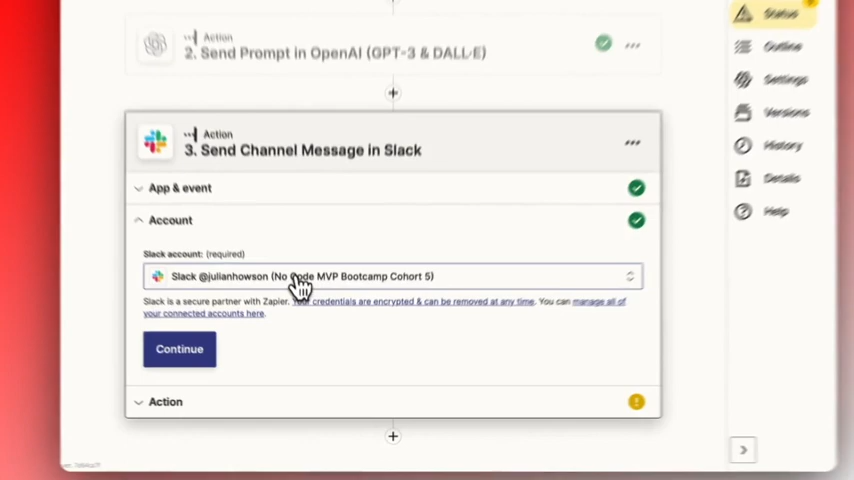 Action
2. Send Prompt in OpenAI (GPT-3 & DALL·E)
Action
3. Send Channel Message in Slack
App & event
Account
Slack account: (required)
Slack @julianhowson (No Code MVP Bootcamp Cohort 5)
Slack is a secure partner with Zapier. Your credentials are encrypted & can be removed at any time. You can manage all of
your connected accounts here.
Continue
Action
Status
Outline
Settings
Versions
History
Details
Help